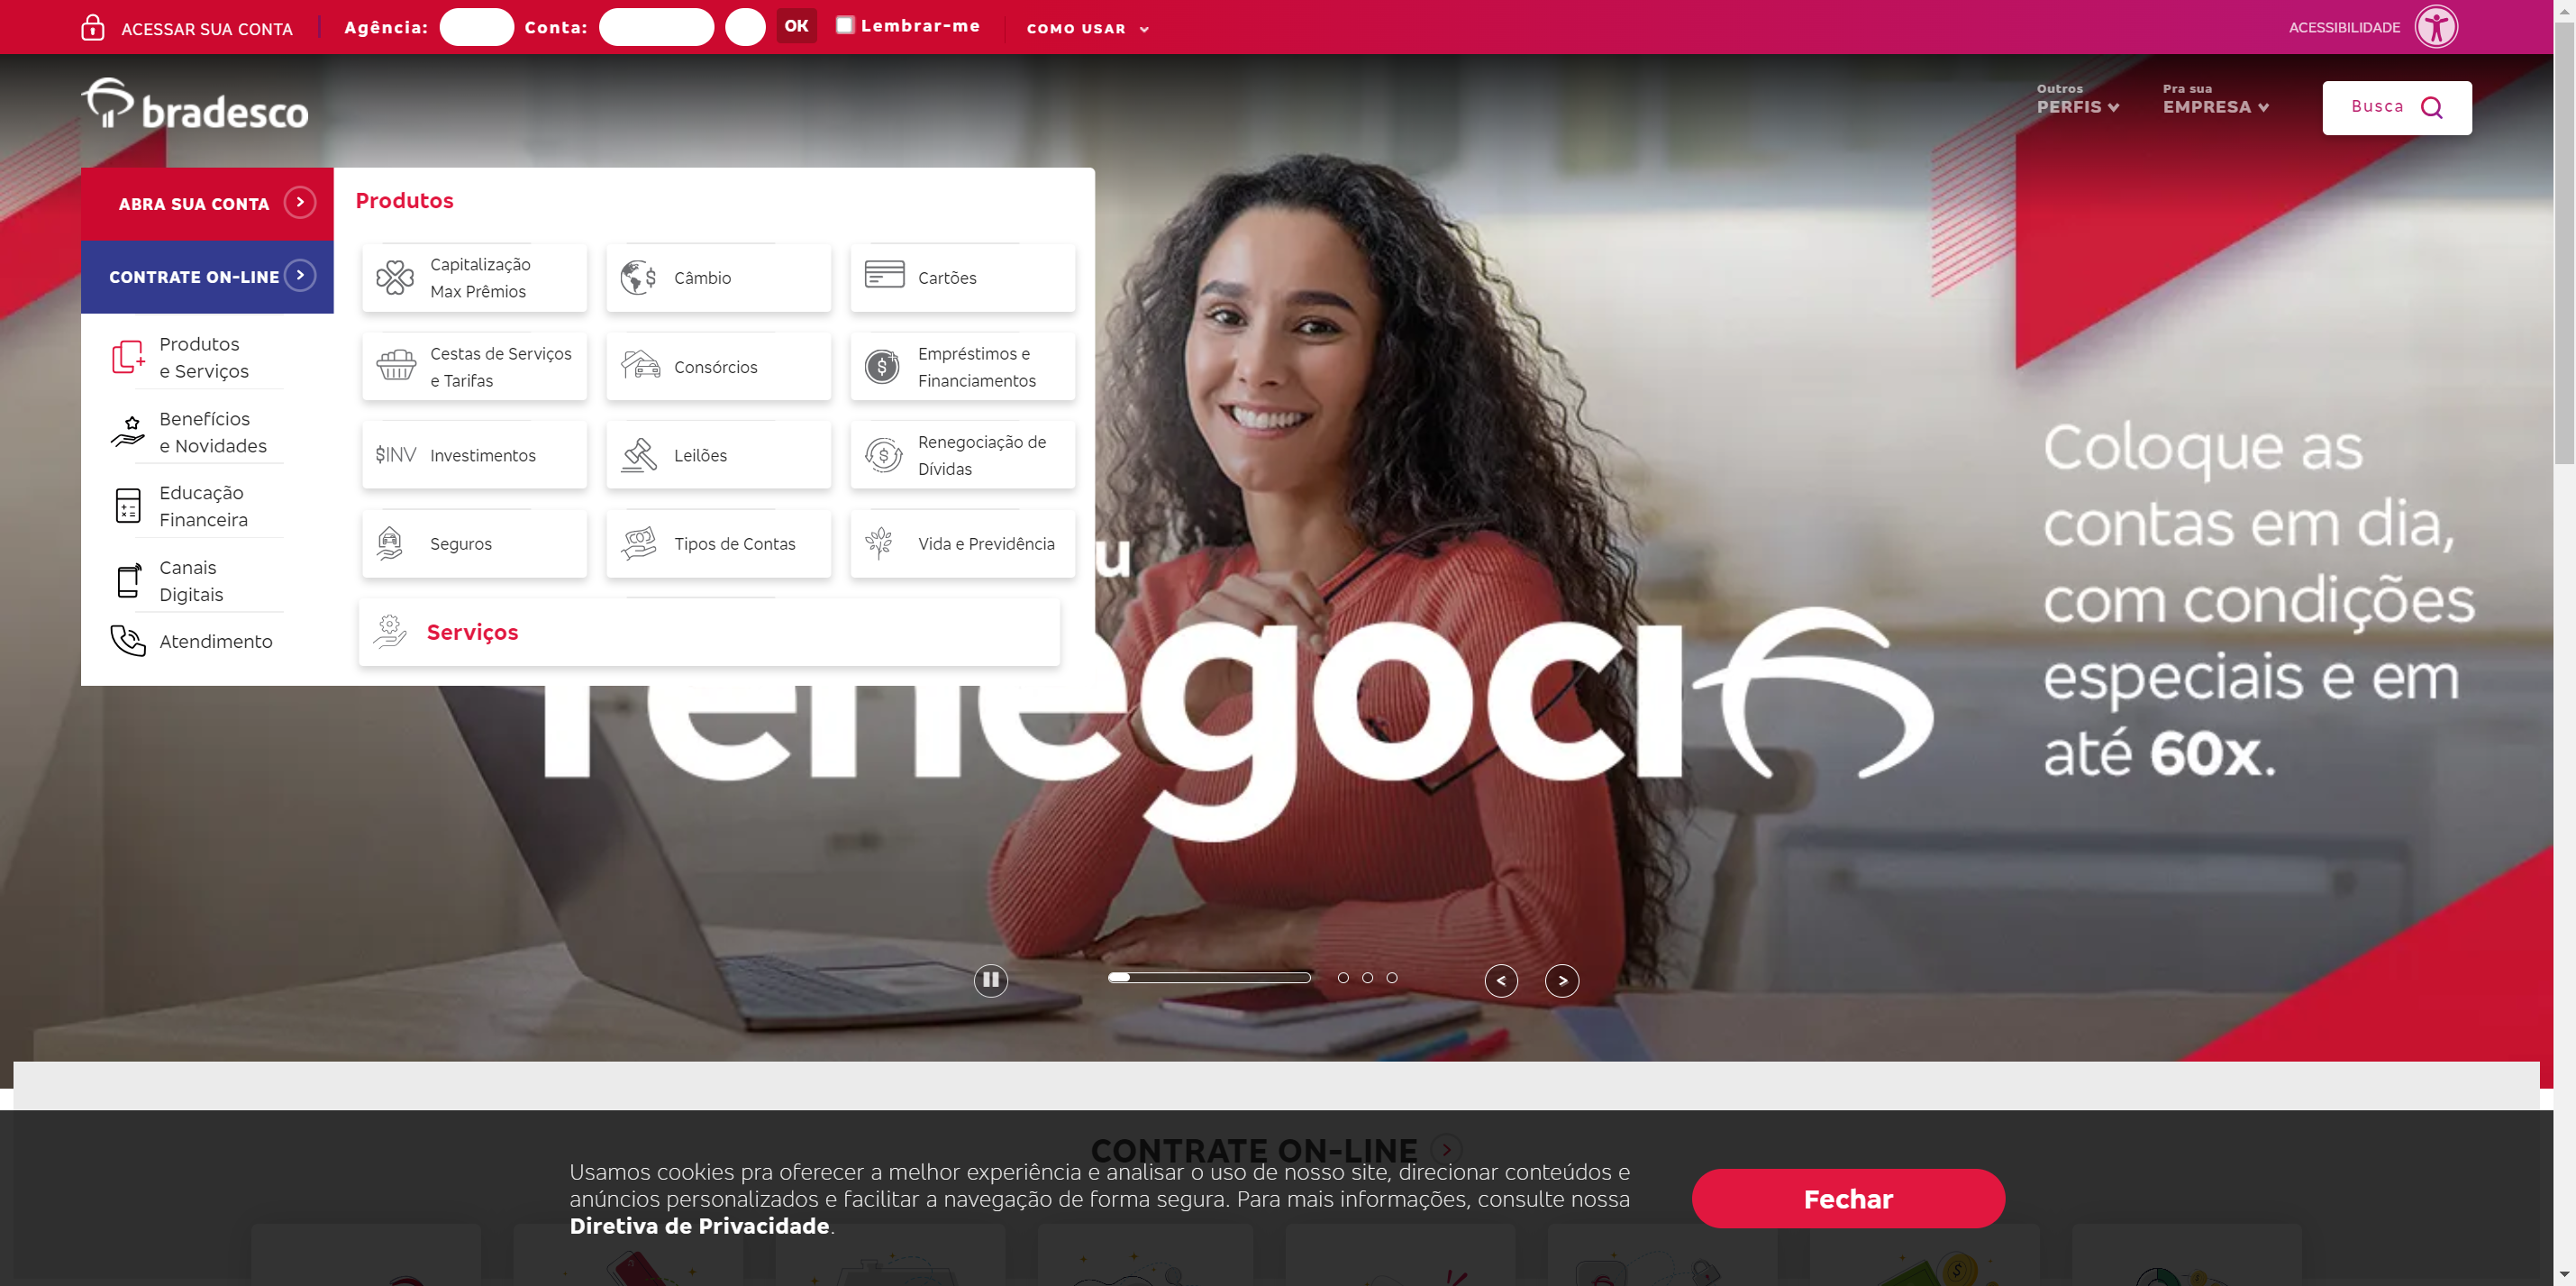 ACESSAR SUA CONTA
Agência:
Conta:
OK
Lembrar-me
COMO USAR
ACESSIBILIDADE
bradesco
Outros
PERFIS
Pra sua
EMPRESA
Busca
ABRA SUA CONTA
CONTRATE ON-LINE
Produtos
e Serviços
Benefícios
e Novidades
Educação
Financeira
Canais
Digitais
Atendimento
Produtos
Capitalização
Max Prêmios
Câmbio
Cartões
Cestas de Serviços
e Tarifas
Consórcios
Empréstimos e
Financiamentos
$INV
Investimentos
Leilões
Renegociação de
Dívidas
Seguros
Tipos de Contas
Vida e Previdência
Serviços
u
renegoci
Coloque as
contas em dia,
com condições
especiais e em
até 60x.
CONTRATE ON-LINE
Usamos cookies pra oferecer a melhor experiência e analisar o uso de nosso site, direcionar conteúdos e
anúncios personalizados e facilitar a navegação de forma segura. Para mais informações, consulte nossa
Diretiva de Privacidade.
Fechar